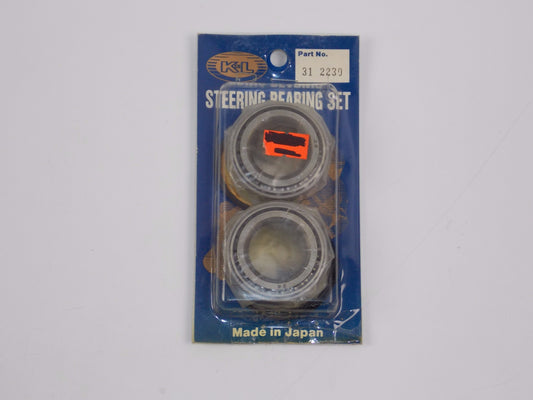 K&L
Part No.
31 2239
STEERING BEARING SET
Made in Japan